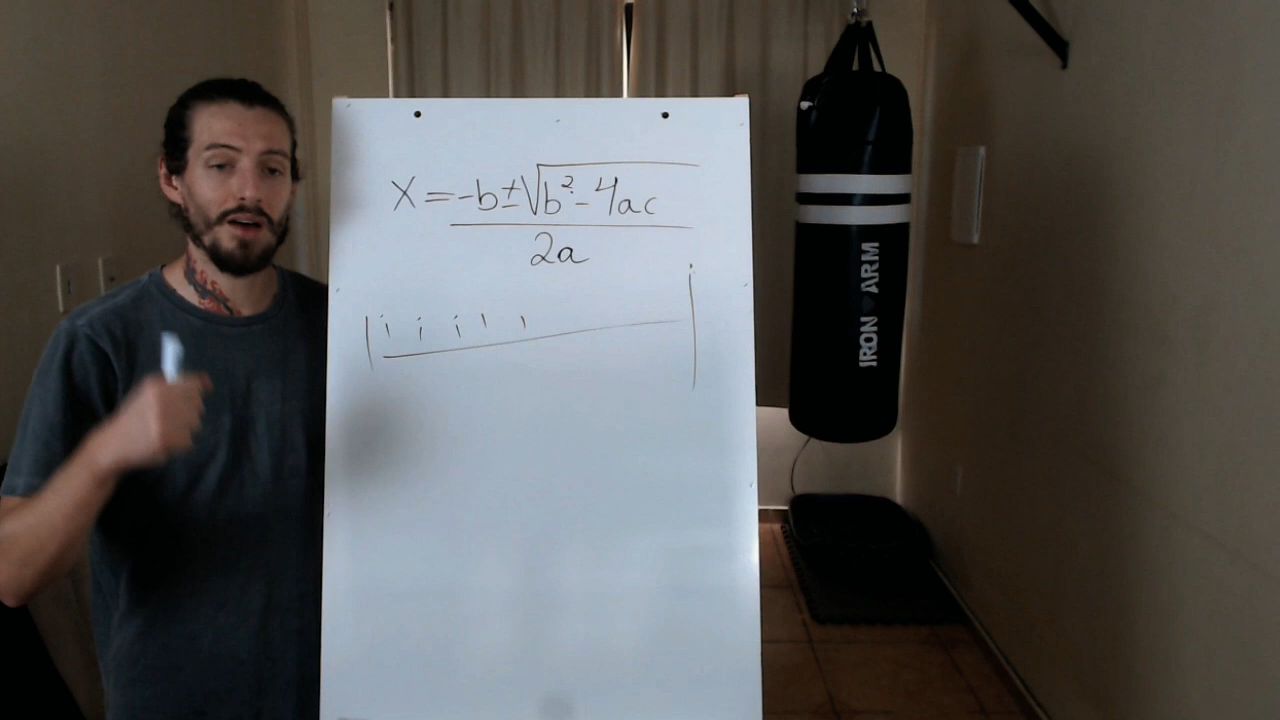 x = -b ± √b² - 4ac
2a
IRON ARM